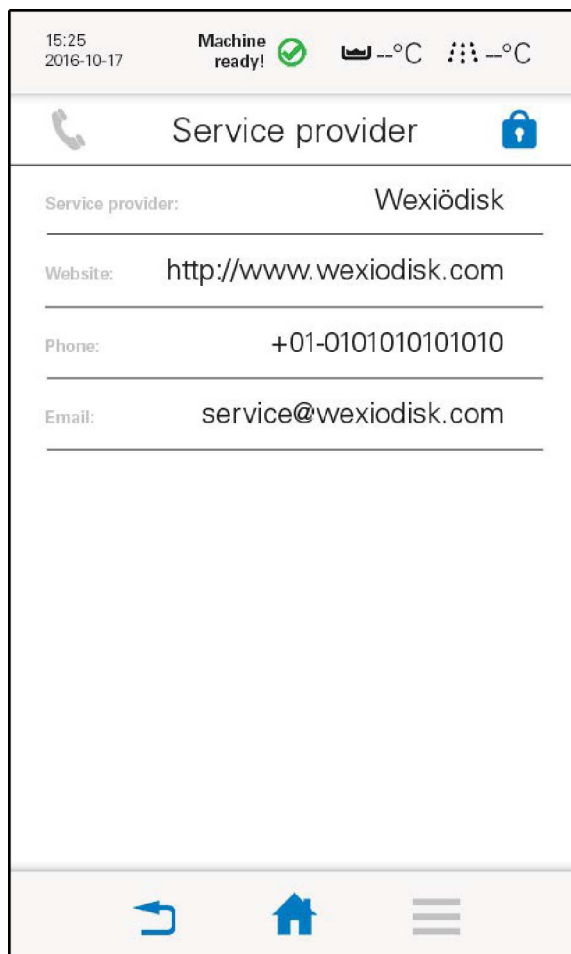 15:25
2016-10-17
Machine
ready!
--°C
--°C
Service provider
Service provider: Wexiödisk
Website: http://www.wexiodisk.com
Phone: +01-0101010101010
Email: service@wexiodisk.com